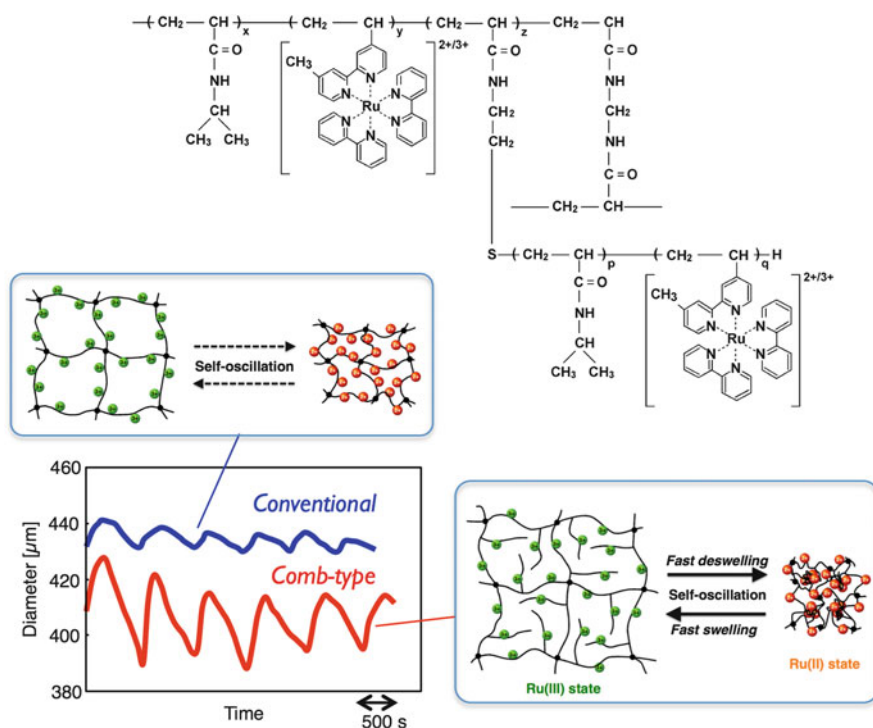 CH₂ CH x CH₂ CH y CH₂ CH z CH₂ CH
C=O C=O C=O
2+/3+
NH CH₃ N N NH NH
CH N Ru N CH₂ CH₂
CH₃ CH₃ N N CH₂ NH
C=O
CH₂ CH
S CH₂ CH p CH₂ CH q H
C=O
2+/3+
NH CH₃ N N
CH N Ru N
CH₃ CH₃ N N
Self-oscillation
460
440
420
400
380
Diameter [µm]
Conventional
Comb-type
Time
500 s
Fast deswelling
Self-oscillation
Fast swelling
Ru(III) state
Ru(II) state